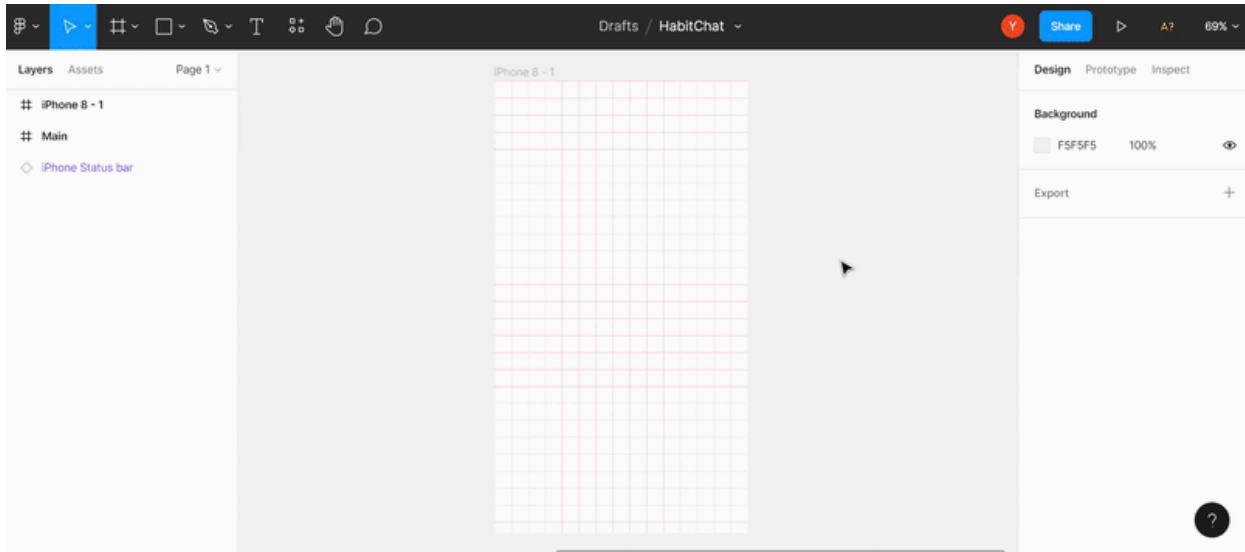 Drafts / HabitChat
Y
Share
A?
69%
Layers Assets Page 1
Design Prototype Inspect
iPhone 8 - 1
iPhone 8 - 1
Main
iPhone Status bar
Background
F5F5F5 100%
Export
?